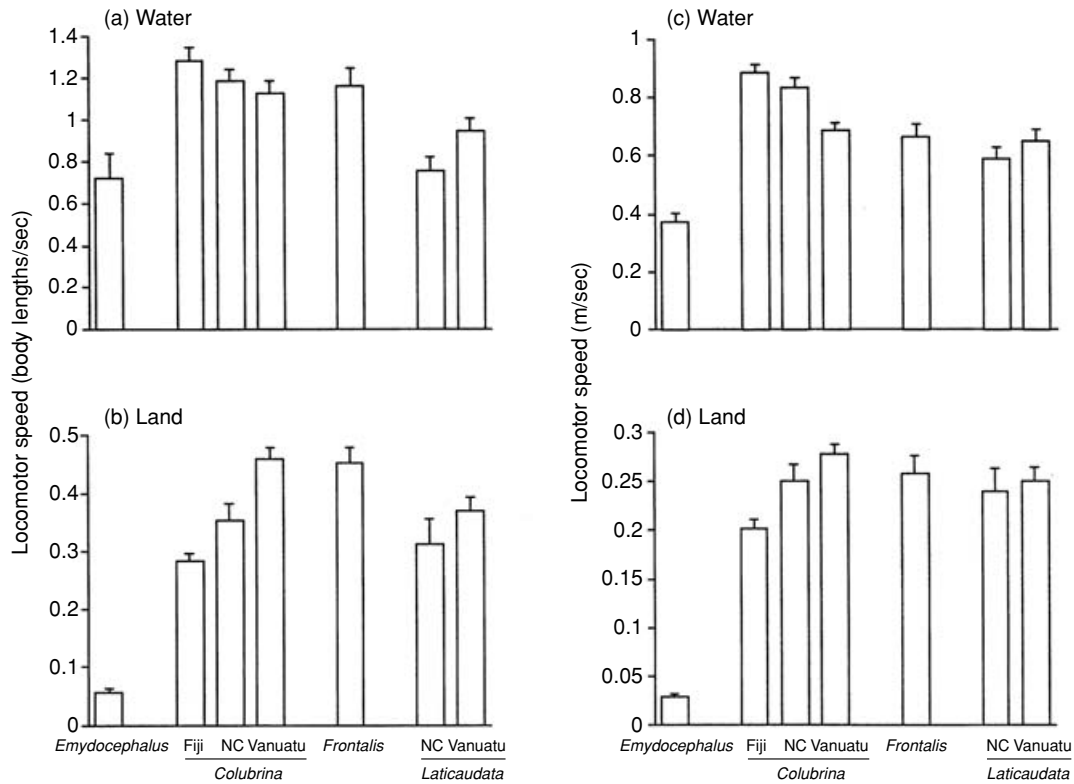 (a) Water
1.4
1.2
1
0.8
0.6
0.4
0.2
0
(b) Land
0.5
0.4
0.3
0.2
0.1
0
Locomotor speed (body lengths/sec)
Emydocephalus Fiji NC Vanuatu Frontalis NC Vanuatu
Colubrina Laticaudata
(c) Water
1
0.8
0.6
0.4
0.2
0
(d) Land
0.3
0.25
0.2
0.15
0.1
0.05
0
Locomotor speed (m/sec)
Emydocephalus Fiji NC Vanuatu Frontalis NC Vanuatu
Colubrina Laticaudata